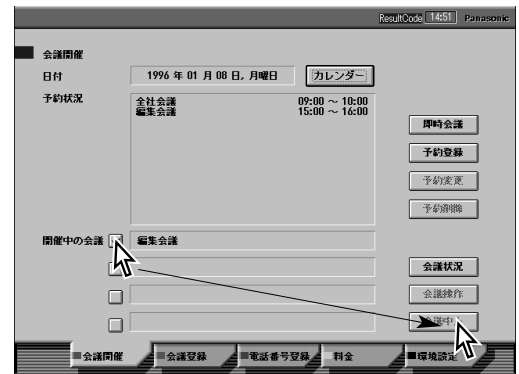 ResultCode 14:51 Panasonic
会議開催
日付 1996 年 01 月 08 日, 月曜日 カレンダー
予約状況
全社会議 09:00 ～ 10:00
編集会議 15:00 ～ 16:00
即時会議
予約登録
予約変更
予約削除
開催中の会議 編集会議
会議状況
会議操作
会議中
会議開催 会議登録 電話番号登録 料金 環境設定